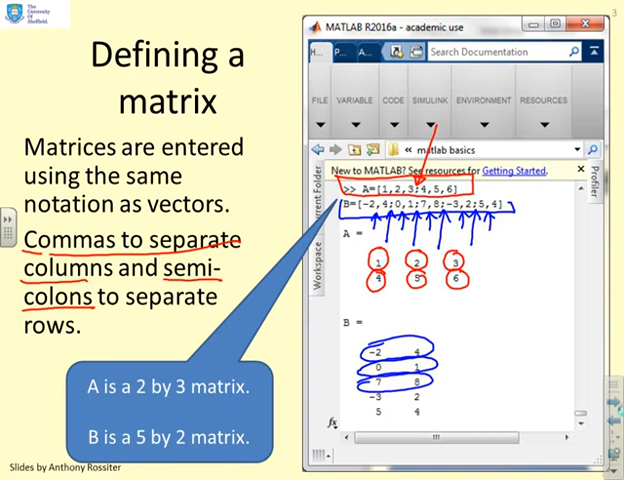 The
University
Of
Sheffield.
3
Defining a
matrix
Matrices are entered
using the same
notation as vectors.
Commas to separate
columns and semi-
colons to separate
rows.
A is a 2 by 3 matrix.
B is a 5 by 2 matrix.
Slides by Anthony Rossiter
MATLAB R2016a - academic use
H... P... A... Search Documentation
FILE VARIABLE CODE SIMULINK ENVIRONMENT RESOURCES
« matlab basics
New to MATLAB? See resources for Getting Started.
Current Folder
Workspace
Profiler
>> A=[1,2,3;4,5,6]
B=[-2,4;0,1;7,8;-3,2;5,4]
A =
1 2 3
4 5 6
B =
-2 4
0 1
7 8
-3 2
5 4
fx